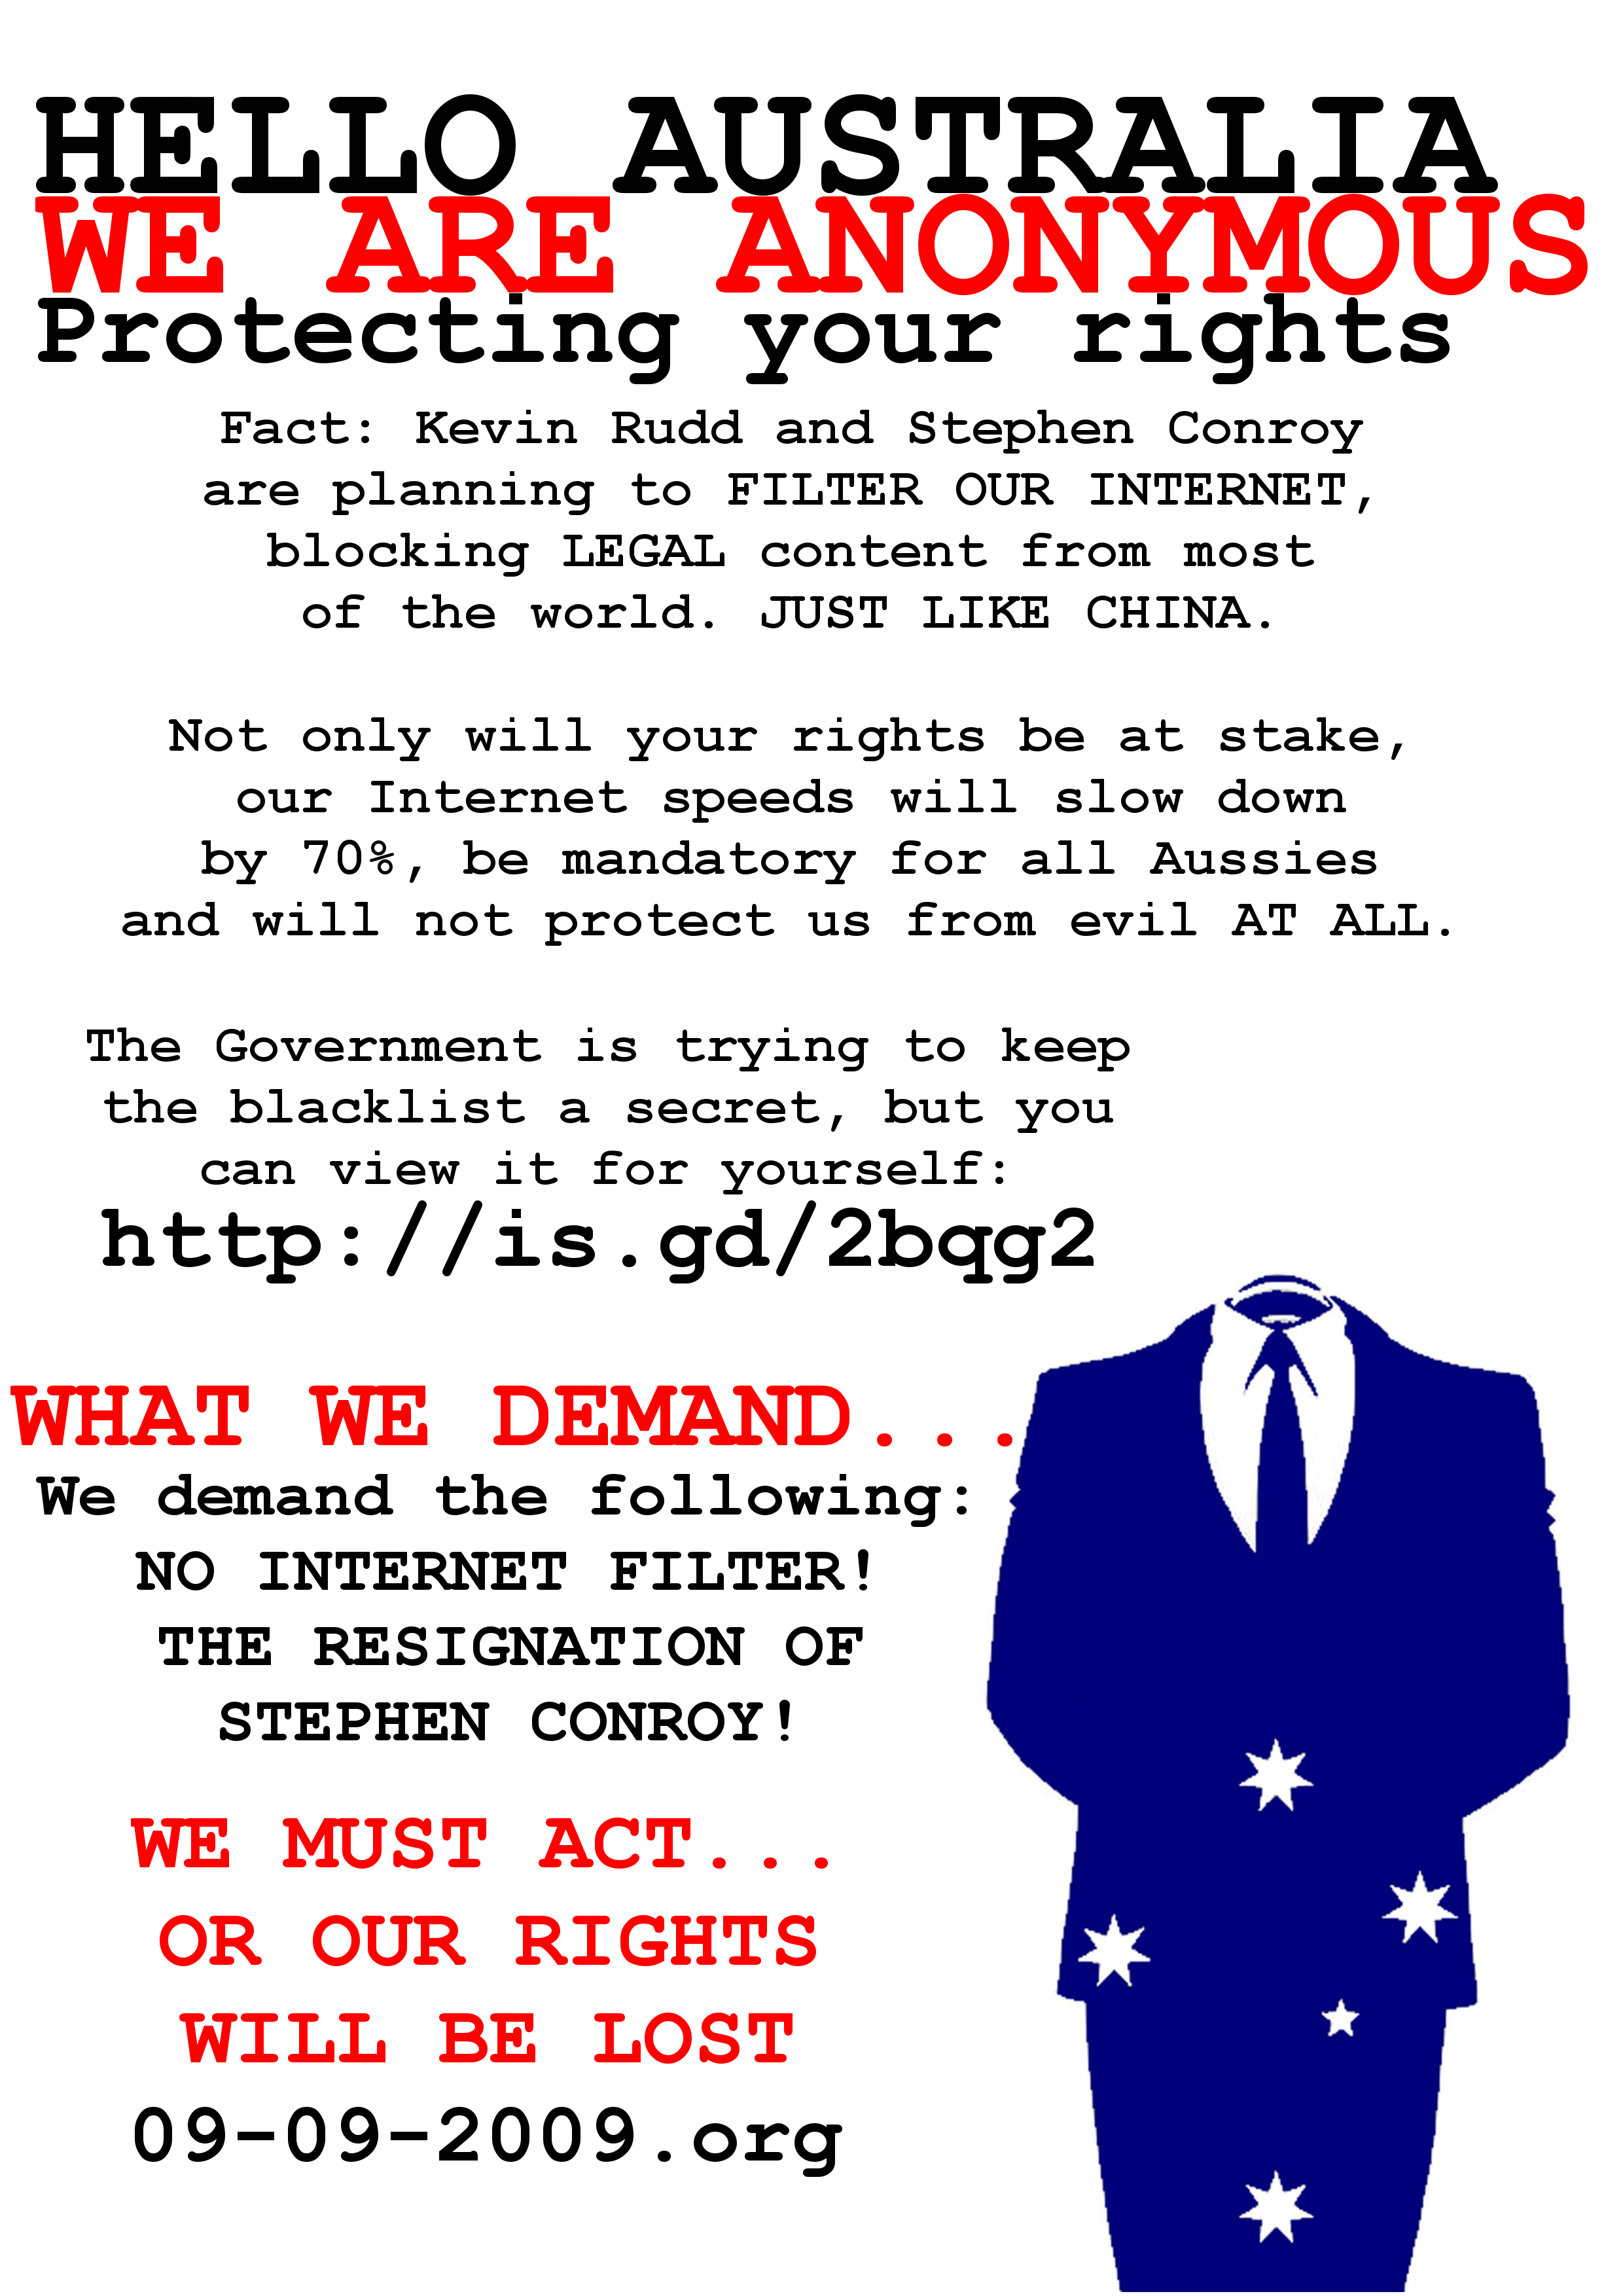 HELLO AUSTRALIA
WE ARE ANONYMOUS
Protecting your rights
Fact: Kevin Rudd and Stephen Conroy
are planning to FILTER OUR INTERNET,
blocking LEGAL content from most
of the world. JUST LIKE CHINA.
Not only will your rights be at stake,
our Internet speeds will slow down
by 70%, be mandatory for all Aussies
and will not protect us from evil AT ALL.
The Government is trying to keep
the blacklist a secret, but you
can view it for yourself:
http://is.gd/2bqg2
WHAT WE DEMAND...
We demand the following:
NO INTERNET FILTER!
THE RESIGNATION OF
STEPHEN CONROY!
WE MUST ACT...
OR OUR RIGHTS
WILL BE LOST
09-09-2009.org